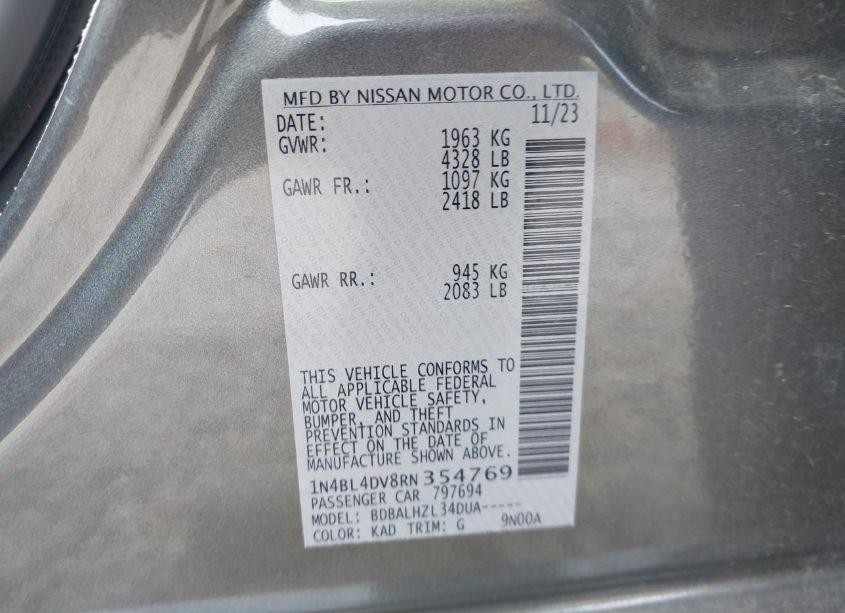 MFD BY NISSAN MOTOR CO., LTD.
DATE: 11/23
GVWR: 1963 KG
4328 LB
GAWR FR.: 1097 KG
2418 LB
GAWR RR.: 945 KG
2083 LB
THIS VEHICLE CONFORMS TO
ALL APPLICABLE FEDERAL
MOTOR VEHICLE SAFETY,
BUMPER, AND THEFT
PREVENTION STANDARDS IN
EFFECT ON THE DATE OF
MANUFACTURE SHOWN ABOVE.
1N4BL4DV8RN354769
PASSENGER CAR 797694
MODEL: BDBALHZL34DUA-----
COLOR: KAD TRIM: G 9N00A